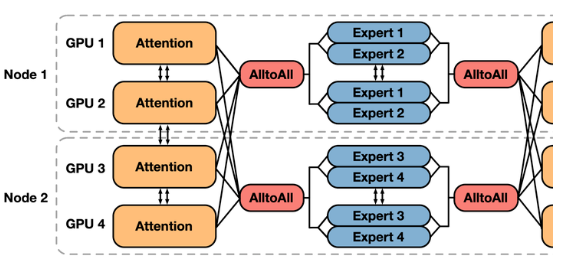 GPU 1
Attention
Expert 1
Expert 2
Node 1
AlltoAll
AlltoAll
GPU 2
Attention
Expert 1
Expert 2
GPU 3
Attention
Expert 3
Expert 4
Node 2
AlltoAll
AlltoAll
GPU 4
Attention
Expert 3
Expert 4